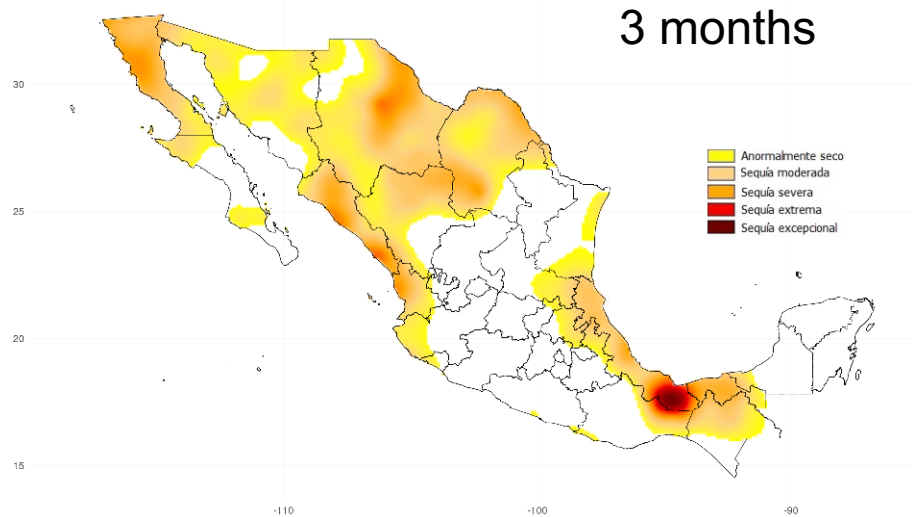 3 months
30
Anormalmente seco
Sequía moderada
Sequía severa
Sequía extrema
Sequía excepcional
25
20
15
-110
-100
-90